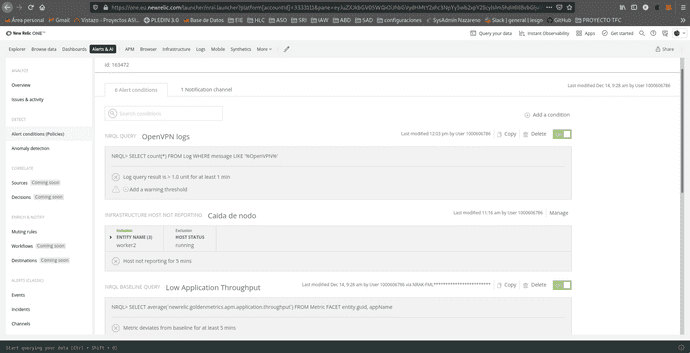 https://one.eu.newrelic.com/launcher/nrai.launcher?platform[accountId]=3333111&pane=
Área personal
Gmail
Vistazo - Proyectos ASI...
PLEDIN 3.0
Base de Datos
EIE
HLC
ASO
SRI
IAW
ABD
SAD
configuraciones
SysAdmin Nazareno
Slack | general | iesgn
GitHub
PROYECTO TFC
New Relic ONE™
Query your data
Instant Observability
Apps
Get started
Explorer
Browse data
Dashboards
Alerts & AI
APM
Browser
Infrastructure
Logs
Mobile
Synthetics
More
Share
ANALYZE
Overview
Issues & activity
DETECT
Alert conditions (Policies)
Anomaly detection
CORRELATE
Sources Coming soon
Decisions Coming soon
ENRICH & NOTIFY
Muting rules
Workflows Coming soon
Destinations Coming soon
ALERTS CLASSIC
Events
Incidents
Channels
id: 163472
6 Alert conditions
1 Notification channel
Last modified Dec 14, 9:28 am by User 1000606786
Search condition
Add a condition
NRQL QUERY OpenVPN logs
Last modified 12:03 pm by User 1000606786
Copy
Delete
NRQL> SELECT count(*) FROM Log WHERE message LIKE '%OpenVPN%'
Log query result is > 1.0 unit for at least 1 min
Add a warning threshold
INFRASTRUCTURE HOST NOT REPORTING Caida de nodo
Last modified 11:16 am by User 1000606786
Manage
Inclusion
ENTITY NAME (3)
worker2
Exclusion
HOST STATUS
running
Host not reporting for 5 mins
NRQL BASELINE QUERY Low Application Throughput
Last modified Dec 14, 9:28 am by User 1000606786 via
Copy
Delete
NRQL> SELECT average(`newrelic.goldenmetrics.apm.application.throughput`) FROM Metric FACET entity.guid, appName
Metric deviates from baseline for at least 5 mins
Start querying your data [Ctrl] + [Shift + O]